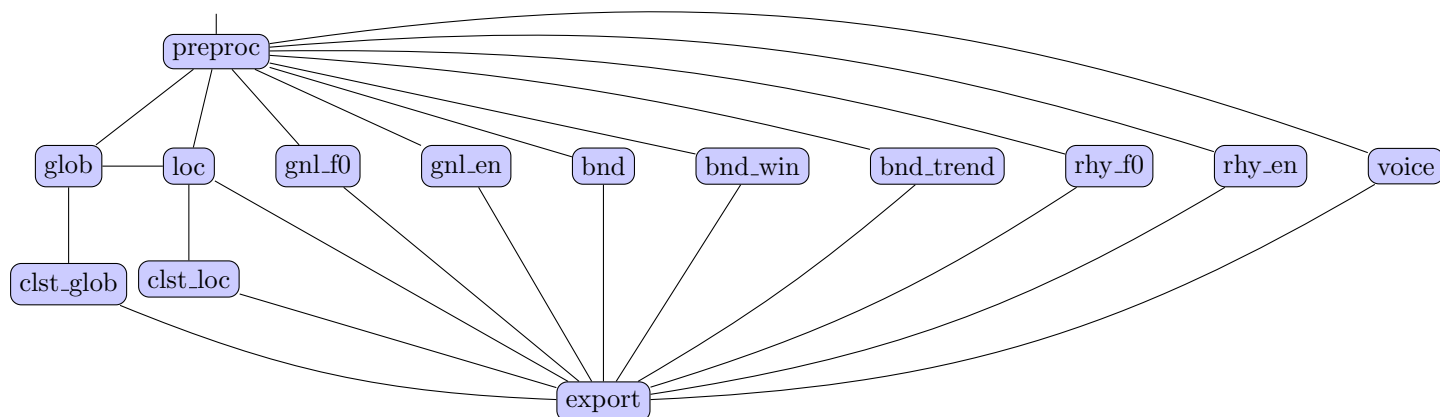 preproc
glob loc gnl_f0 gnl_en bnd bnd_win bnd_trend rhy_f0 rhy_en voice
clst_glob clst_loc
export